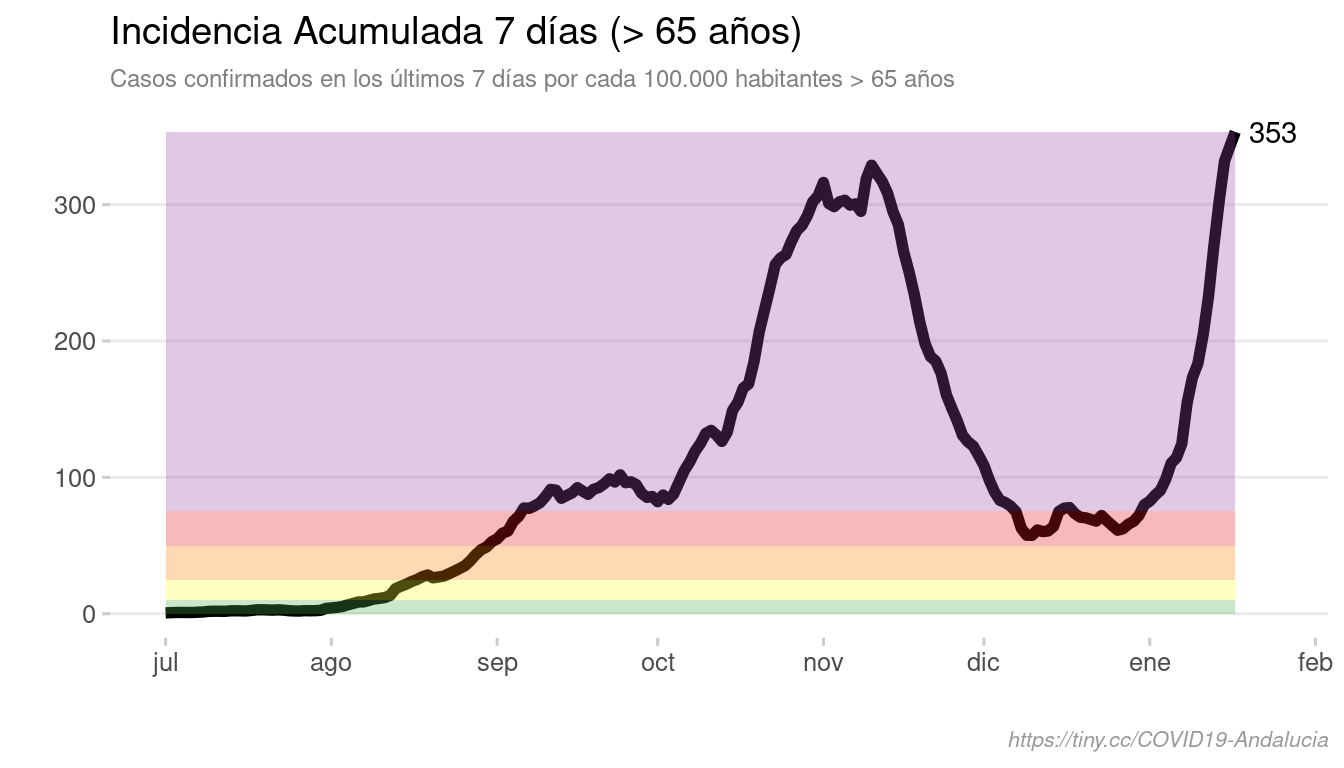 Incidencia Acumulada 7 días (> 65 años)
Casos confirmados en los últimos 7 días por cada 100.000 habitantes > 65 años
353
300
200
100
0
jul ago sep oct nov dic ene feb
https://tiny.cc/COVID19-Andalucia